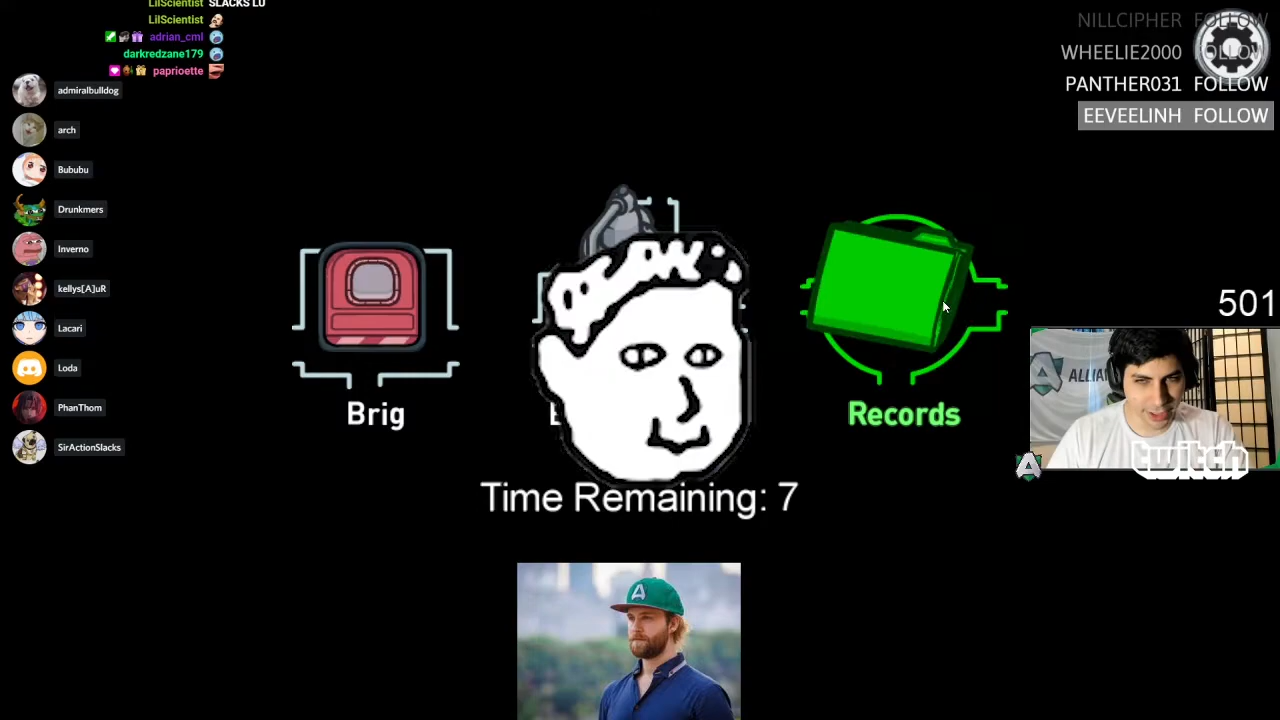 LilScientist SLACKS LU
LilScientist
adrian_cml
darkredzane179
paprioette
NILLCIPHER FOLLOW
WHEELIE2000 FOLLOW
PANTHER031 FOLLOW
EEVEELINH FOLLOW
admiralbulldog
arch
Bububu
Drunkmers
Inverno
kellys[A]uR
Lacari
Loda
PhanThom
SirActionSlacks
501
Brig
Records
Time Remaining: 7
ALLIAN
twitch
A